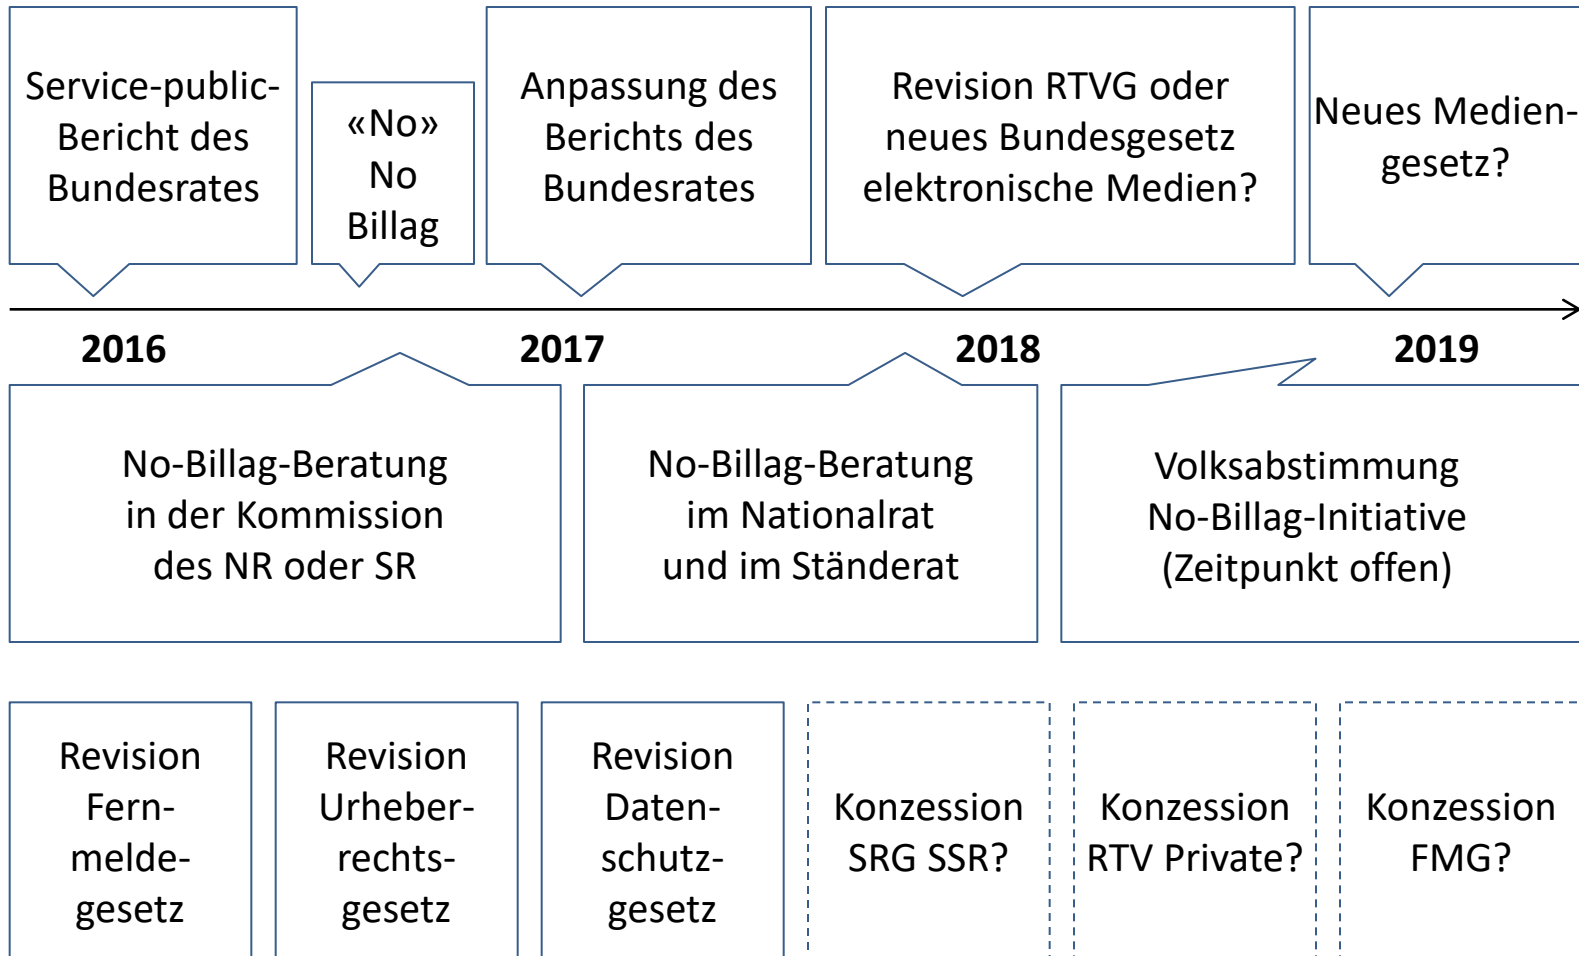 Service-public-
Bericht des
Bundesrates
«No»
No
Billag
Anpassung des
Berichts des
Bundesrates
Revision RTVG oder
neues Bundesgesetz
elektronische Medien?
Neues Medien-
gesetz?
2016
2017
2018
2019
No-Billag-Beratung
in der Kommission
des NR oder SR
No-Billag-Beratung
im Nationalrat
und im Ständerat
Volksabstimmung
No-Billag-Initiative
(Zeitpunkt offen)
Revision
Fern-
melde-
gesetz
Revision
Urheber-
rechts-
gesetz
Revision
Daten-
schutz-
gesetz
Konzession
SRG SSR?
Konzession
RTV Private?
Konzession
FMG?